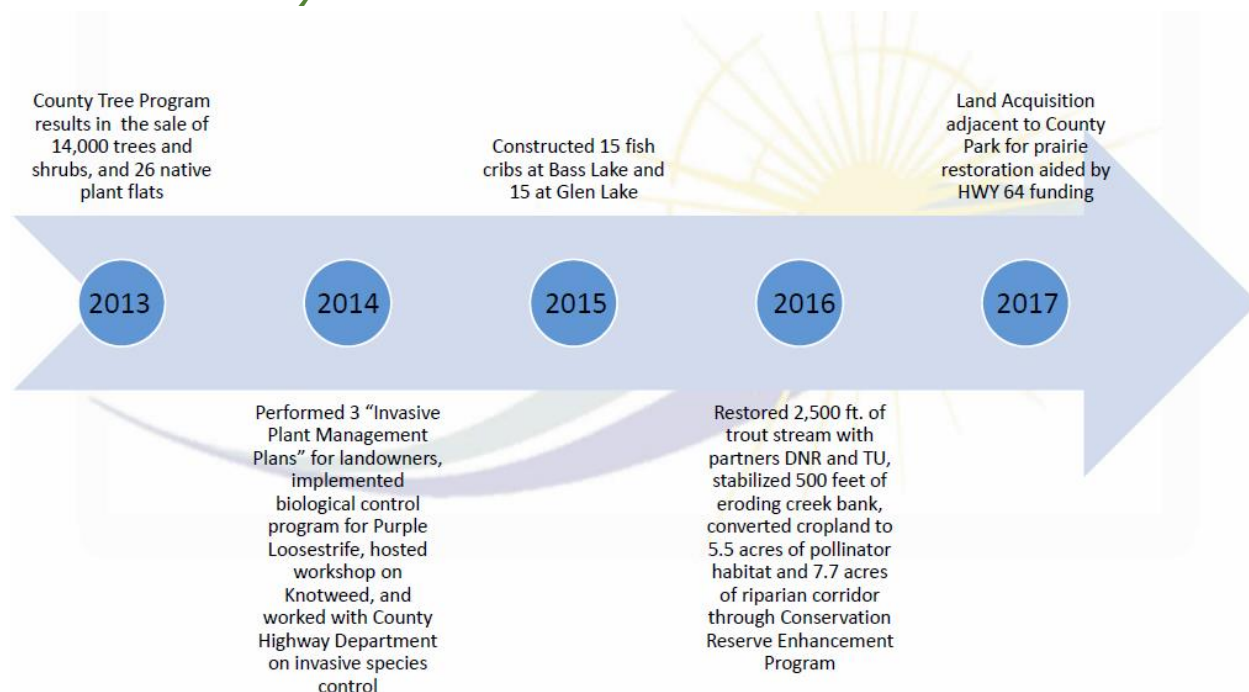 County Tree Program
results in the sale of
14,000 trees and
shrubs, and 26 native
plant flats
Constructed 15 fish
cribs at Bass Lake and
15 at Glen Lake
Land Acquisition
adjacent to County
Park for prairie
restoration aided by
HWY 64 funding
2013
2014
2015
2016
2017
Performed 3 “Invasive
Plant Management
Plans” for landowners,
implemented
biological control
program for Purple
Loosestrife, hosted
workshop on
Knotweed, and
worked with County
Highway Department
on invasive species
control
Restored 2,500 ft. of
trout stream with
partners DNR and TU,
stabilized 500 feet of
eroding creek bank,
converted cropland to
5.5 acres of pollinator
habitat and 7.7 acres
of riparian corridor
through Conservation
Reserve Enhancement
Program